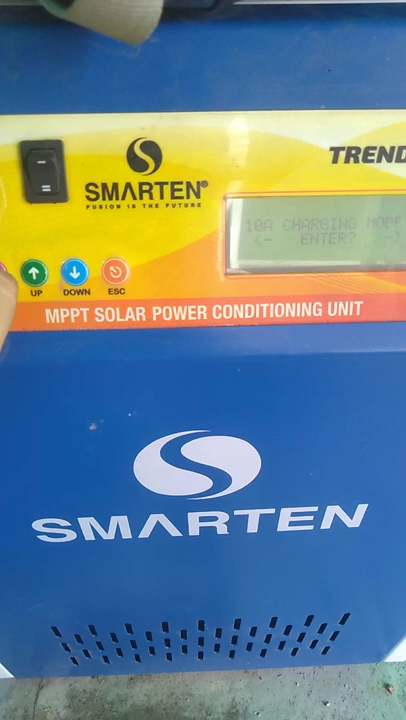 TREND
SMARTEN®
FUSION IS THE FUTURE
10A CHARGING MODE
<- ENTER? ->
UP DOWN ESC
MPPT SOLAR POWER CONDITIONING UNIT
SMARTEN